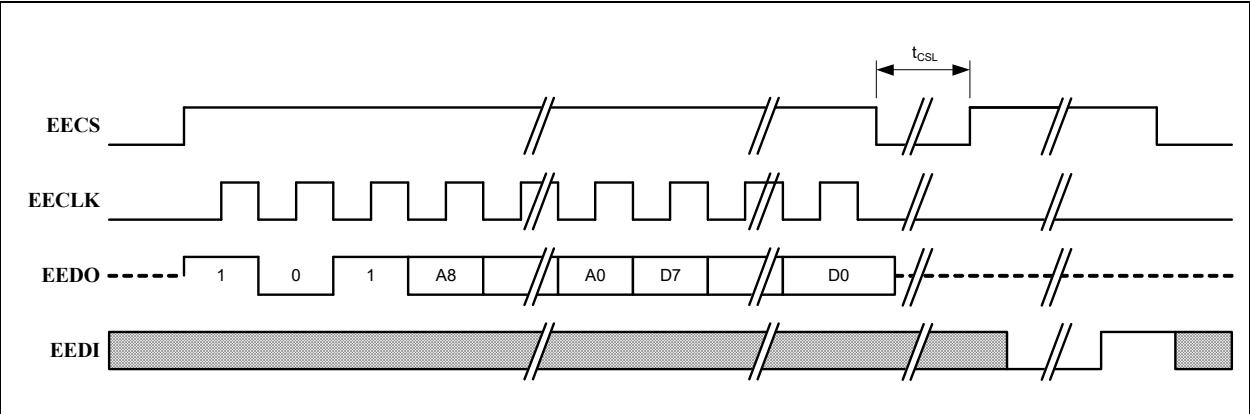 tCSL
EECS
EECLK
EEDO 1 0 1 A8 A0 D7 D0
EEDI